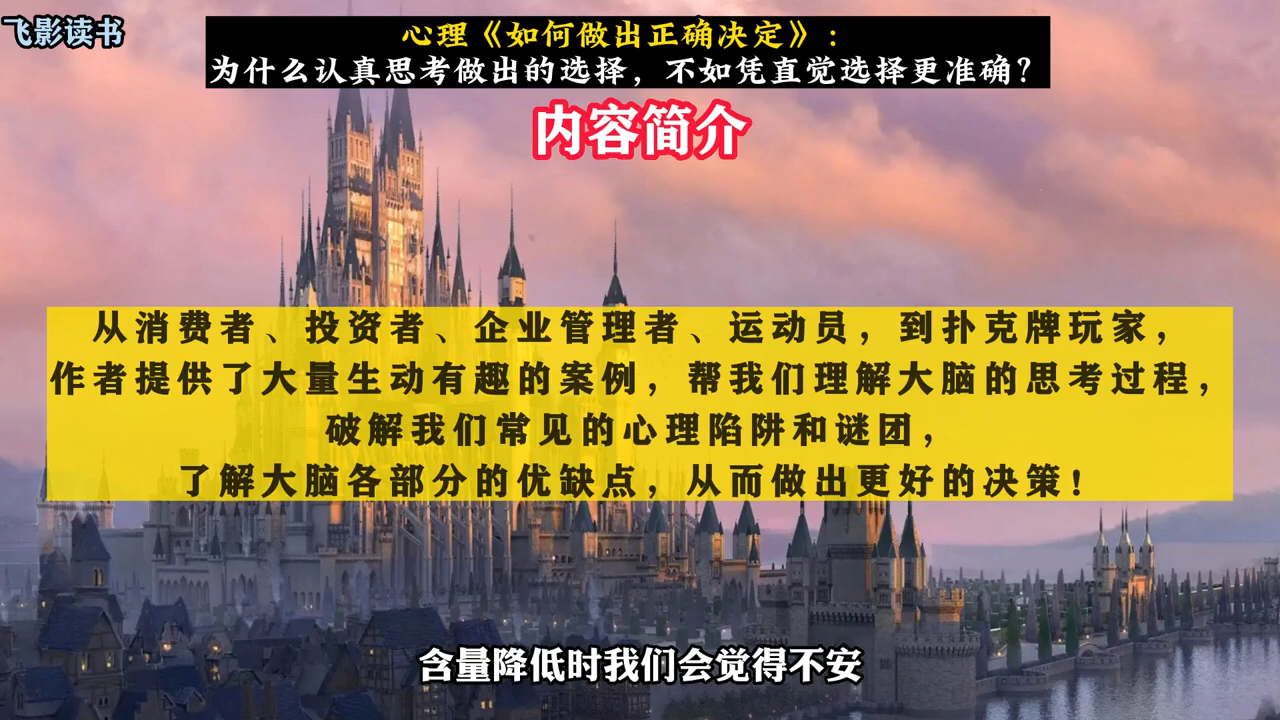 飞影读书
心理《如何做出正确决定》：
为什么认真思考做出的选择，不如凭直觉选择更准确？
内容简介
从消费者、投资者、企业管理者、运动员，到扑克牌玩家，
作者提供了大量生动有趣的案例，帮我们理解大脑的思考过程，
破解我们常见的心理陷阱和谜团，
了解大脑各部分的优缺点，从而做出更好的决策！
含量降低时我们会觉得不安